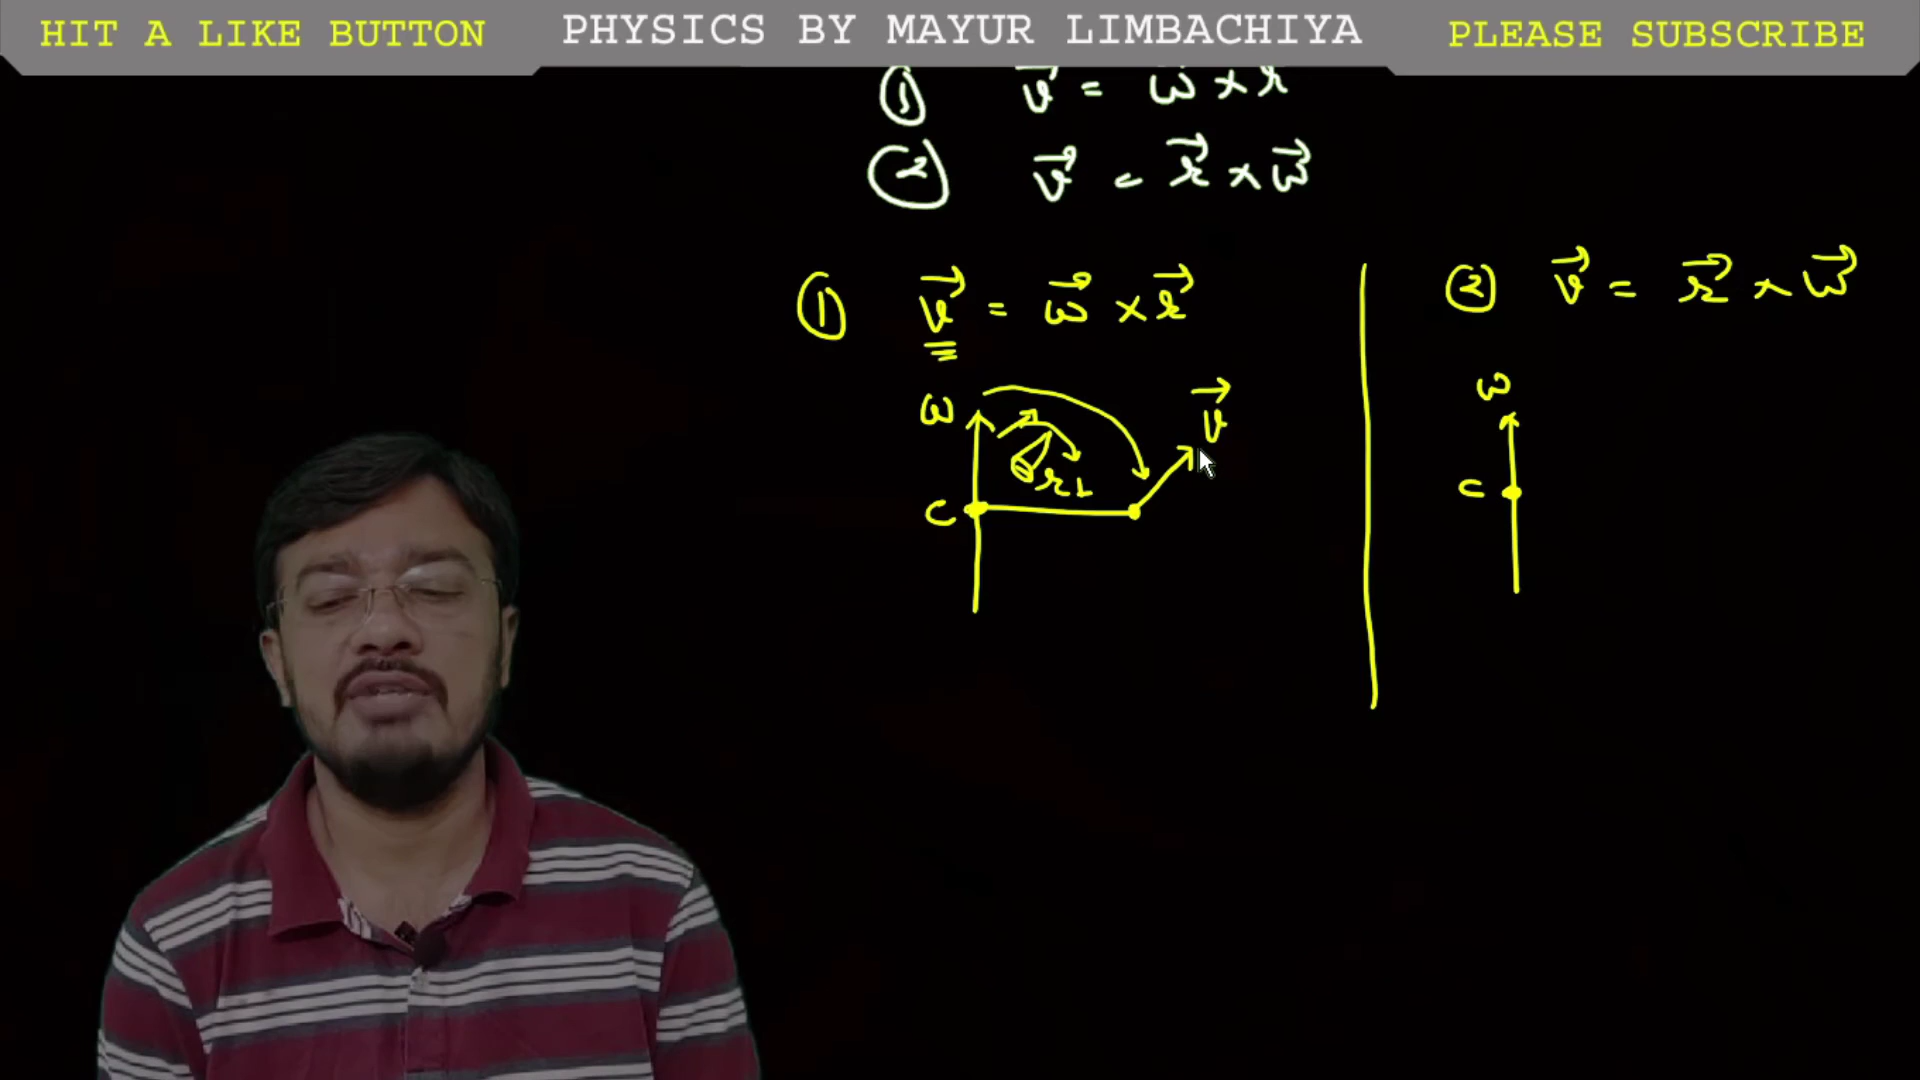 HIT A LIKE BUTTON
PHYSICS BY MAYUR LIMBACHIYA
PLEASE SUBSCRIBE
① v⃗ = ω⃗ × r⃗
② v⃗ = r⃗ × ω⃗
① v⃗ = ω⃗ × r⃗
ω
v⃗
r⊥
C
② v⃗ = r⃗ × ω⃗
ω
C